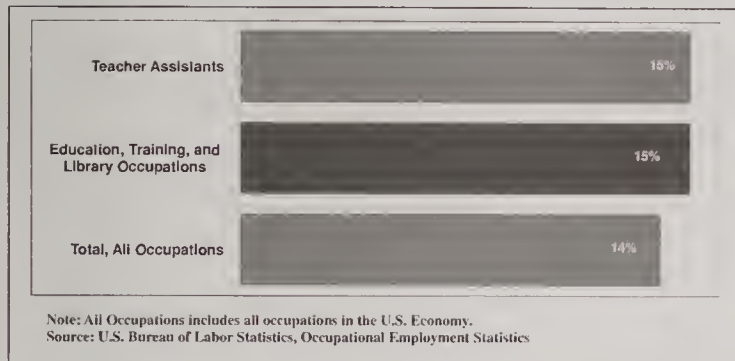 Teacher Assistants
15%
Education, Training, and
Library Occupations
15%
Total, All Occupations
14%
Note: All Occupations includes all occupations in the U.S. Economy.
Source: U.S. Bureau of Labor Statistics, Occupational Employment Statistics